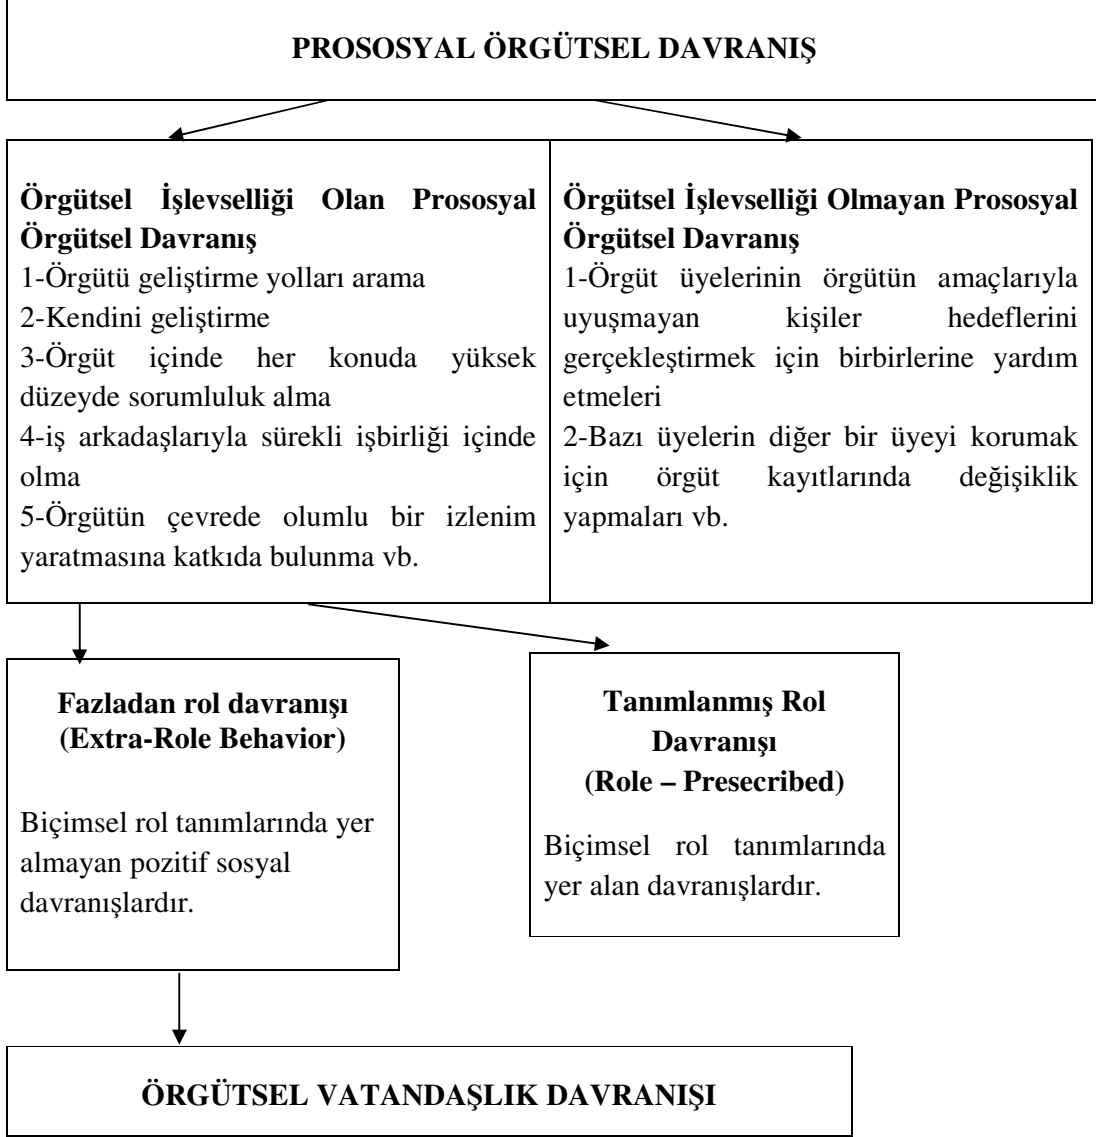 PROSOSYAL ÖRGÜTSEL DAVRANIŞ
Örgütsel İşlevselliği Olan Prososyal
Örgütsel Davranış
1-Örgütü geliştirme yolları arama
2-Kendini geliştirme
3-Örgüt içinde her konuda yüksek
düzeyde sorumluluk alma
4-iş arkadaşlarıyla sürekli işbirliği içinde
olma
5-Örgütün çevrede olumlu bir izlenim
yaratmasına katkıda bulunma vb.
Örgütsel İşlevselliği Olmayan Prososyal
Örgütsel Davranış
1-Örgüt üyelerinin örgütün amaçlarıyla
uyuşmayan kişiler hedeflerini
gerçekleştirmek için birbirlerine yardım
etmeleri
2-Bazı üyelerin diğer bir üyeyi korumak
için örgüt kayıtlarında değişiklik
yapmaları vb.
Fazladan rol davranışı
(Extra-Role Behavior)
Biçimsel rol tanımlarında yer
almayan pozitif sosyal
davranışlardır.
Tanımlanmış Rol
Davranışı
(Role – Presecribed)
Biçimsel rol tanımlarında
yer alan davranışlardır.
ÖRGÜTSEL VATANDAŞLIK DAVRANIŞI